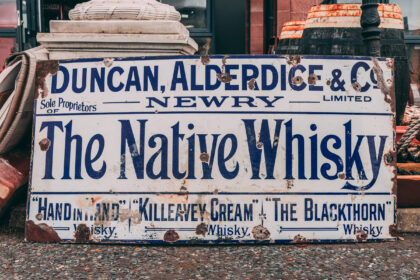 DUNCAN, ALDERDICE & Co.
Sole Proprietors OF NEWRY LIMITED
The Native Whisky
"HAND IN HAND" "KILLEAVEY CREAM" "THE BLACKTHORN"
Whisky. Whisky. Whisky